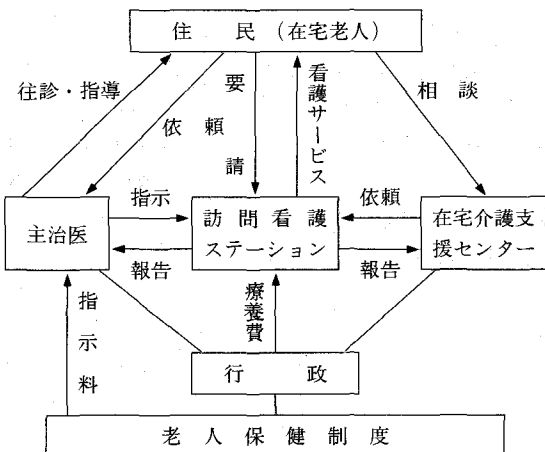 住民(在宅老人)
往診・指導
依頼
要請
看護サービス
相談
指示
依頼
主治医
訪問看護
ステーション
在宅介護支
援センター
報告
報告
指示料
療養費
行政
老人保健制度